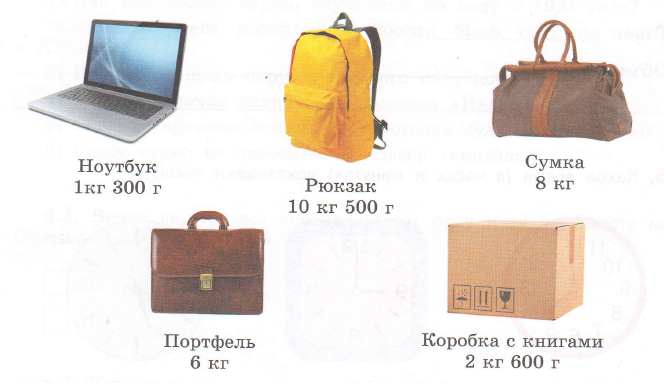 Ноутбук
1кг 300 г
Рюкзак
10 кг 500 г
Сумка
8 кг
Портфель
6 кг
Коробка с книгами
2 кг 600 г